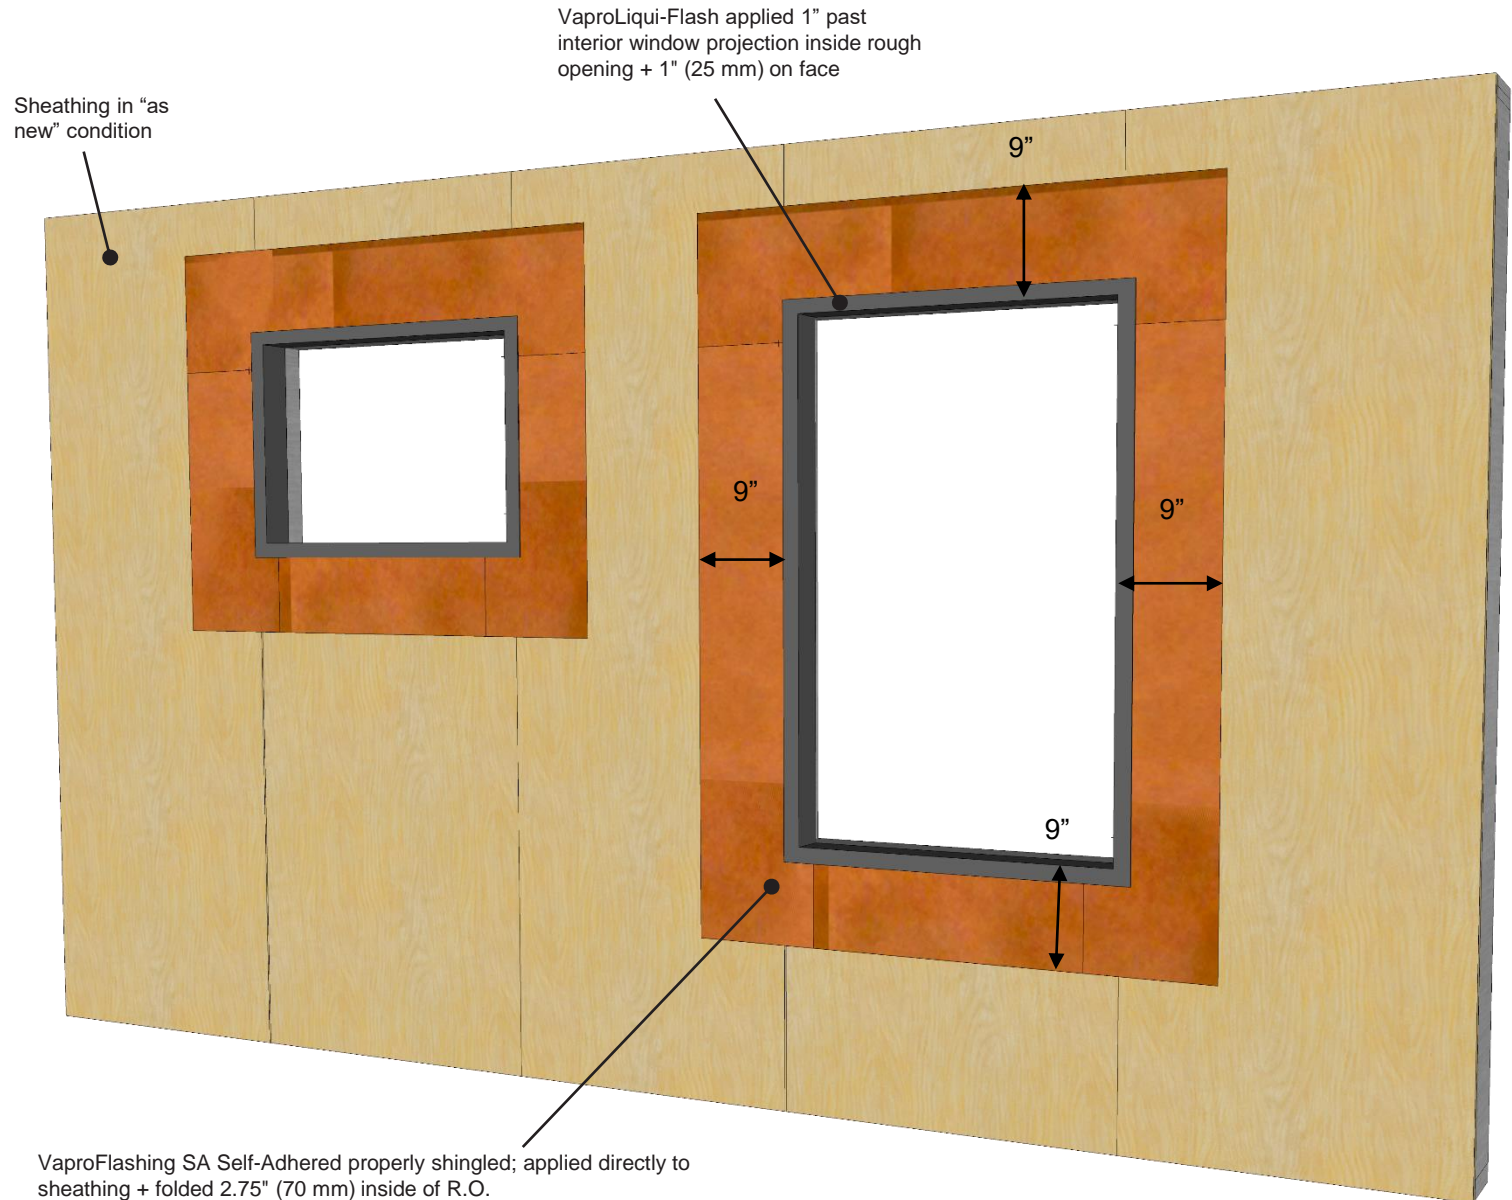 VaproLiqui-Flash applied 1” past
interior window projection inside rough
opening + 1" (25 mm) on face
Sheathing in “as
new” condition
9”
9”
9”
9”
VaproFlashing SA Self-Adhered properly shingled; applied directly to
sheathing + folded 2.75" (70 mm) inside of R.O.